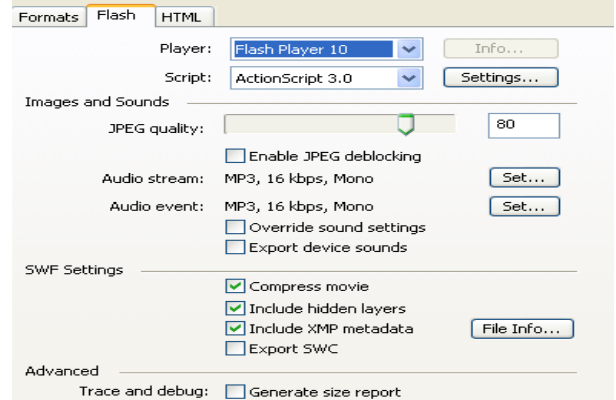 Formats Flash HTML
Player: Flash Player 10 Info...
Script: ActionScript 3.0 Settings...
Images and Sounds
JPEG quality: 80
Enable JPEG deblocking
Audio stream: MP3, 16 kbps, Mono Set...
Audio event: MP3, 16 kbps, Mono Set...
Override sound settings
Export device sounds
SWF Settings
Compress movie
Include hidden layers
Include XMP metadata File Info...
Export SWC
Advanced
Trace and debug: Generate size report